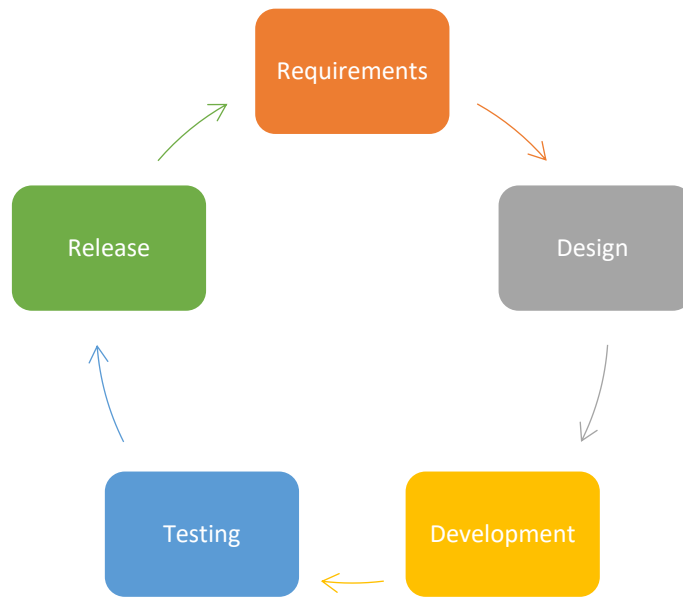 Requirements
Design
Development
Testing
Release